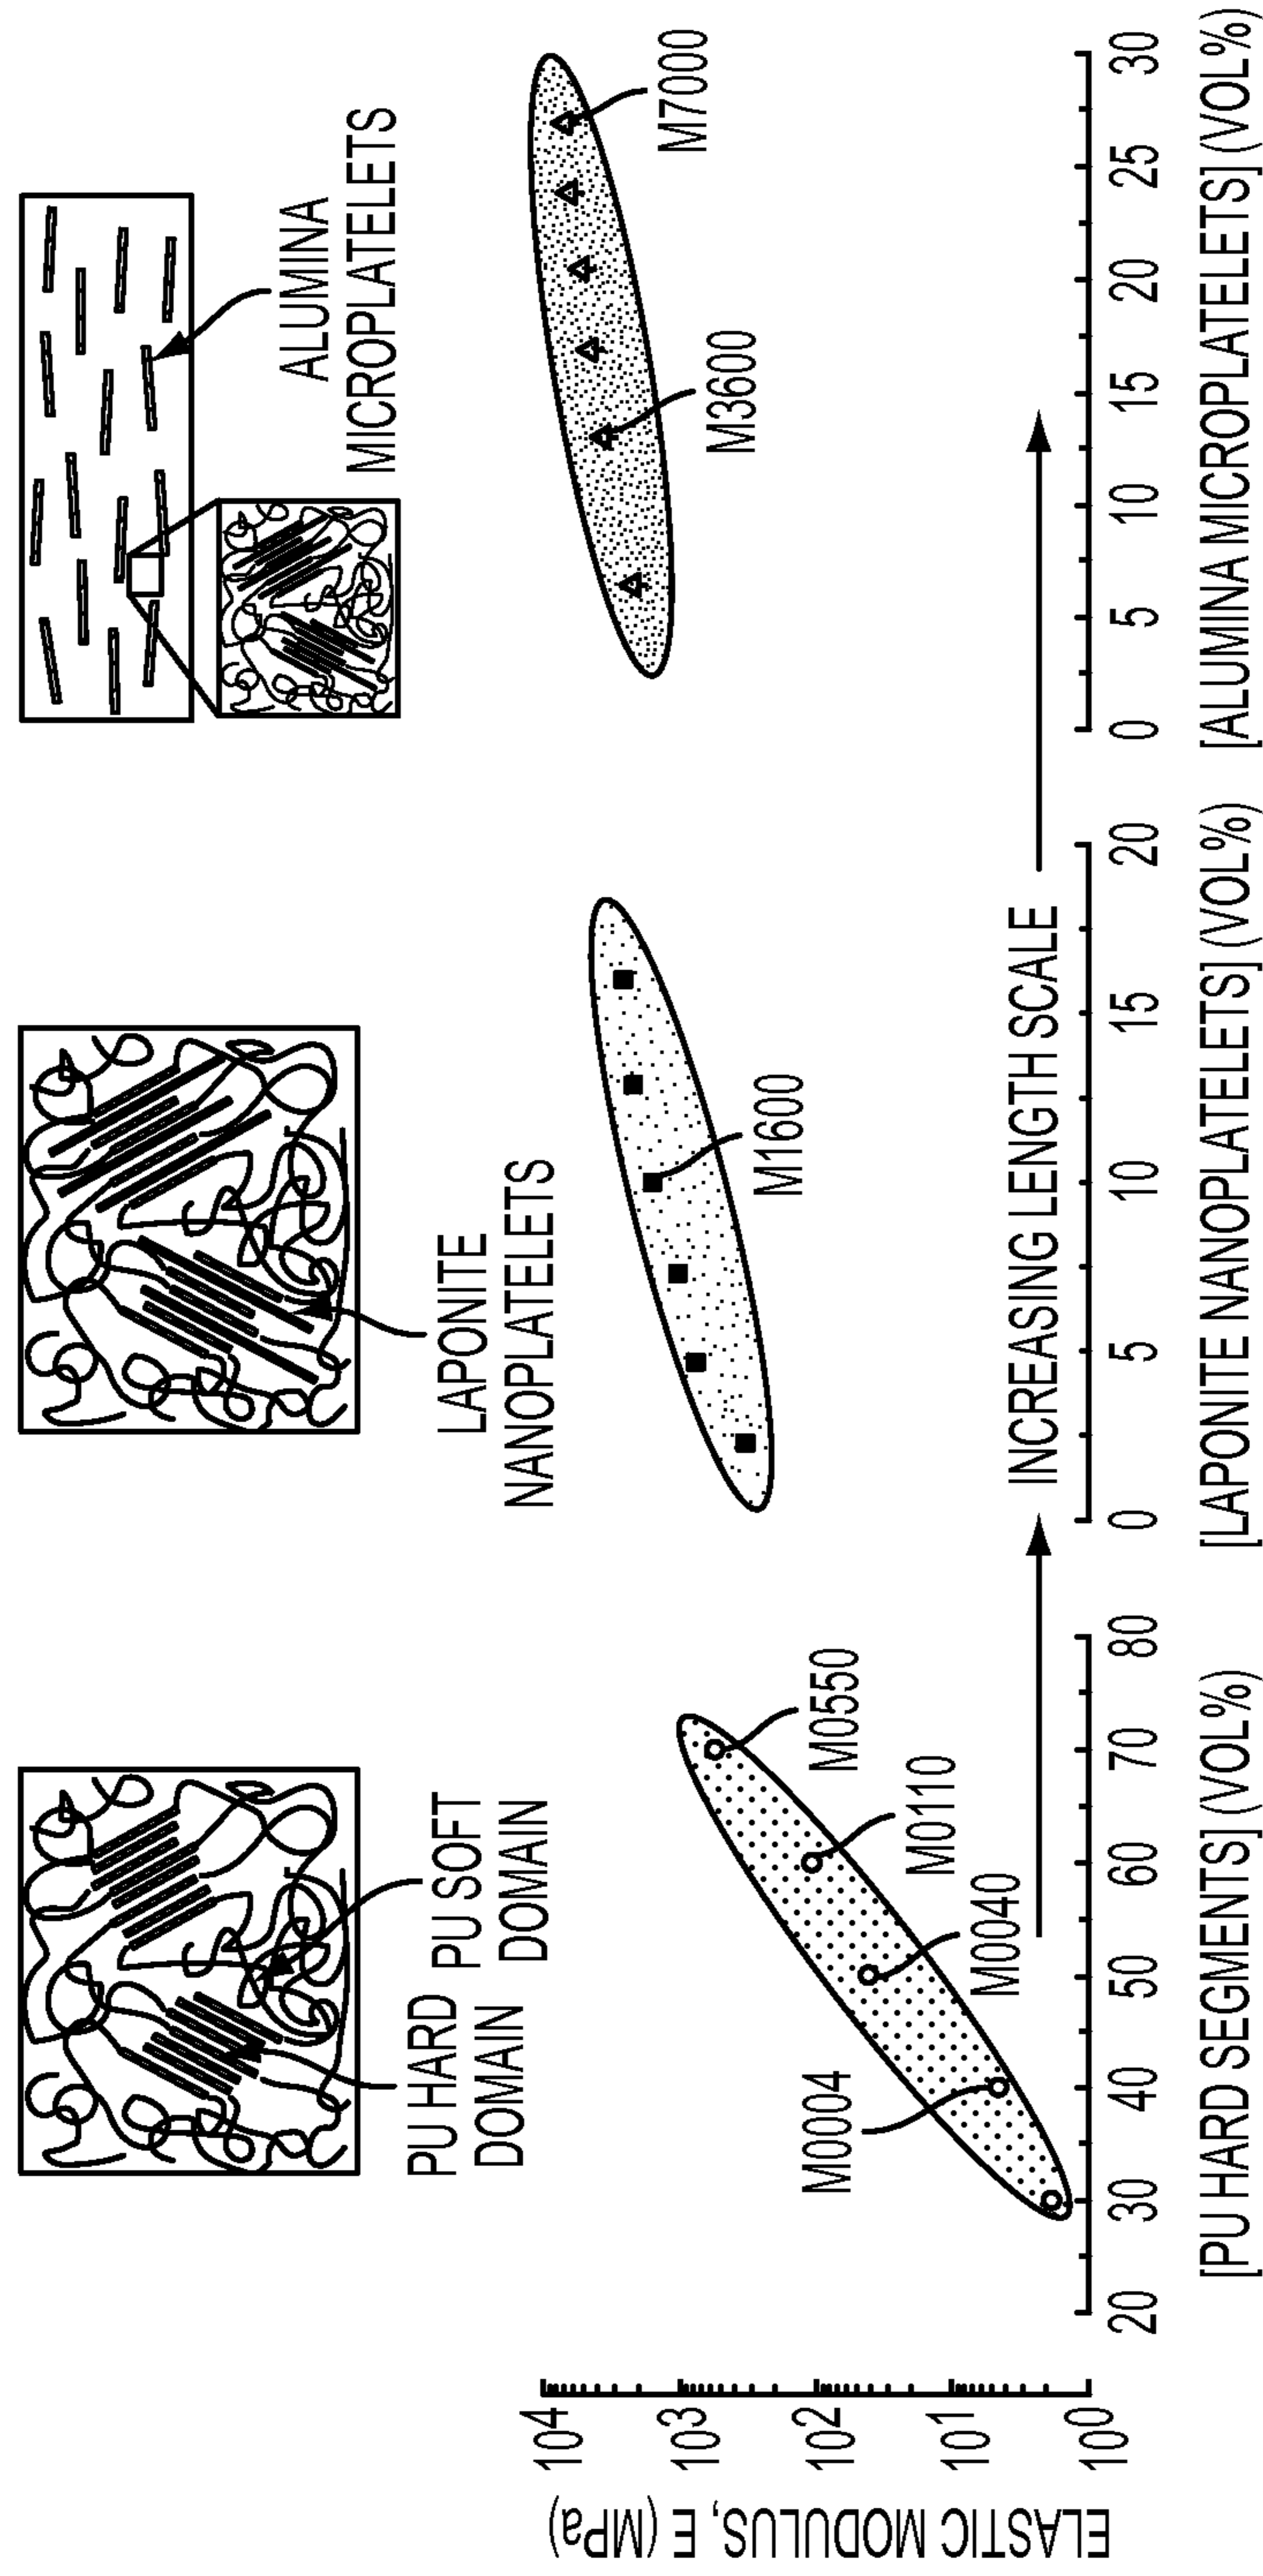 PU HARD
DOMAIN
PU SOFT
DOMAIN
LAPONITE
NANOPLATELETS
ALUMINA
MICROPLATELETS
ELASTIC MODULUS, E (MPa)
10⁴
10³
10²
10¹
10⁰
M0004
M0040
M0110
M0550
M1600
M3600
M7000
INCREASING LENGTH SCALE
20 30 40 50 60 70 80
[PU HARD SEGMENTS] (VOL%)
0 5 10 15 20
[LAPONITE NANOPLATELETS] (VOL%)
0 5 10 15 20 25 30
[ALUMINA MICROPLATELETS] (VOL%)